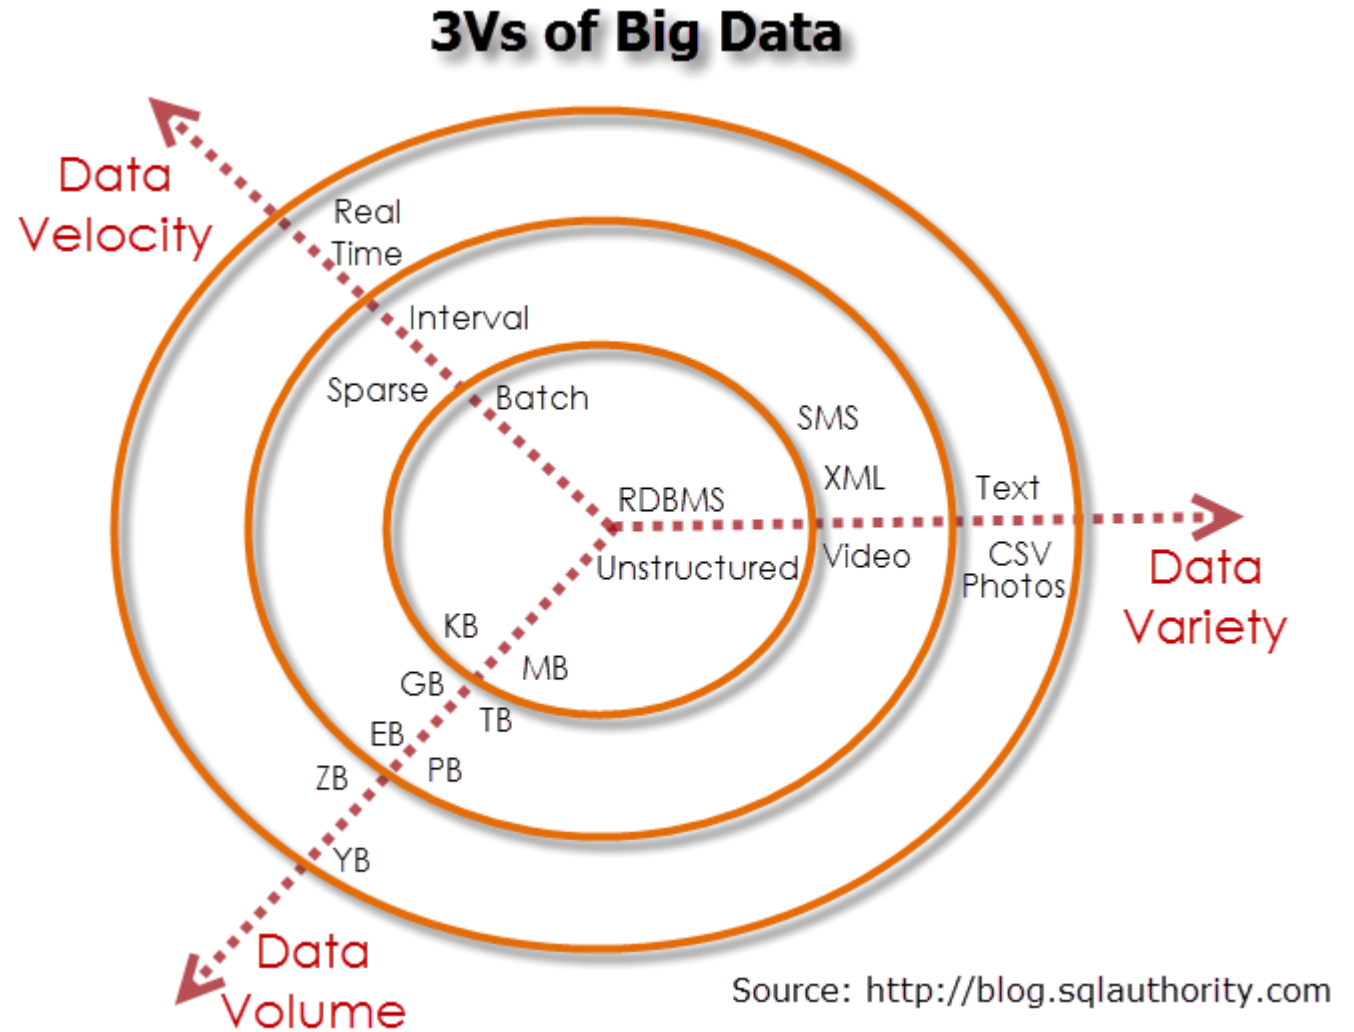 3Vs of Big Data
Data
Velocity
Real
Time
Interval
Sparse
Batch
SMS
XML
Text
RDBMS
Unstructured
Video
CSV
Photos
Data
Variety
KB
MB
GB
TB
EB
PB
ZB
YB
Data
Volume
Source: http://blog.sqlauthority.com